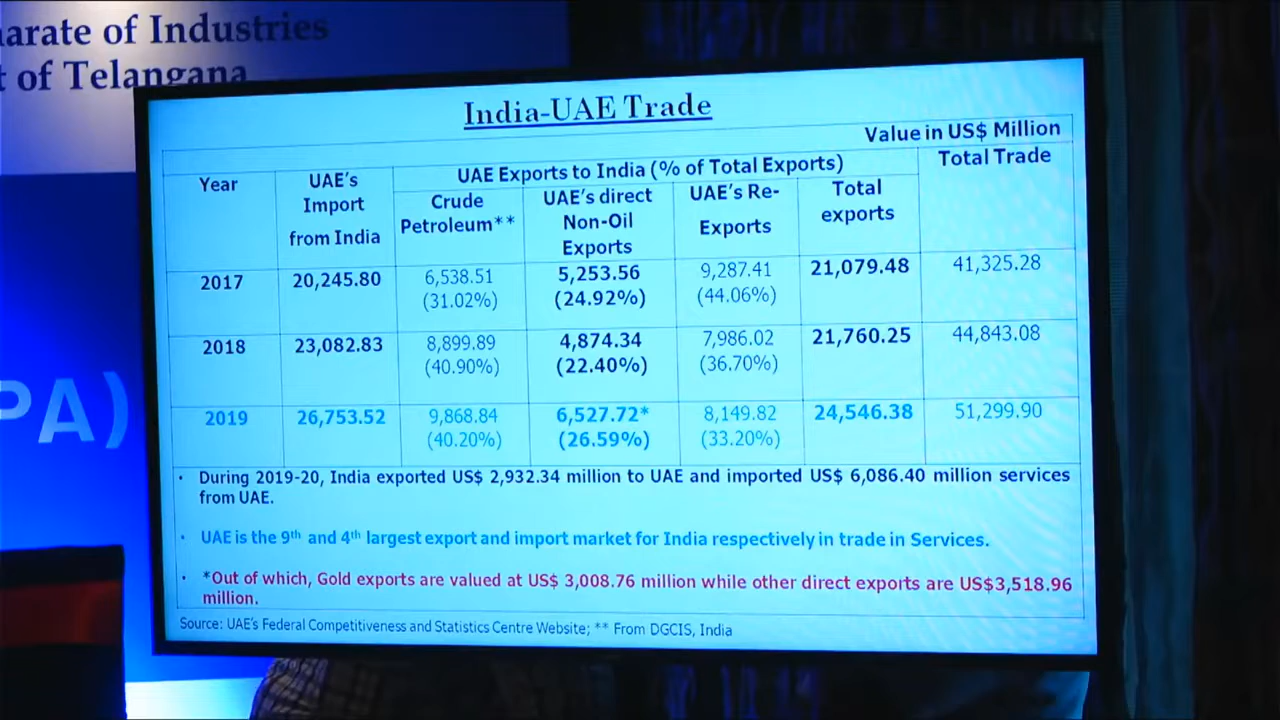 arate of Industries
t of Telangana
PA)
India-UAE Trade
Value in US$ Million
Year
UAE's Import from India
UAE Exports to India (% of Total Exports)
Total Trade
Crude Petroleum**
UAE's direct Non-Oil Exports
UAE's Re-Exports
Total exports
2017 20,245.80 6,538.51 (31.02%) 5,253.56 (24.92%) 9,287.41 (44.06%) 21,079.48 41,325.28
2018 23,082.83 8,899.89 (40.90%) 4,874.34 (22.40%) 7,986.02 (36.70%) 21,760.25 44,843.08
2019 26,753.52 9,868.84 (40.20%) 6,527.72* (26.59%) 8,149.82 (33.20%) 24,546.38 51,299.90
· During 2019-20, India exported US$ 2,932.34 million to UAE and imported US$ 6,086.40 million services
from UAE.
· UAE is the 9th and 4th largest export and import market for India respectively in trade in Services.
· *Out of which, Gold exports are valued at US$ 3,008.76 million while other direct exports are US$3,518.96
million.
Source: UAE's Federal Competitiveness and Statistics Centre Website; ** From DGCIS, India